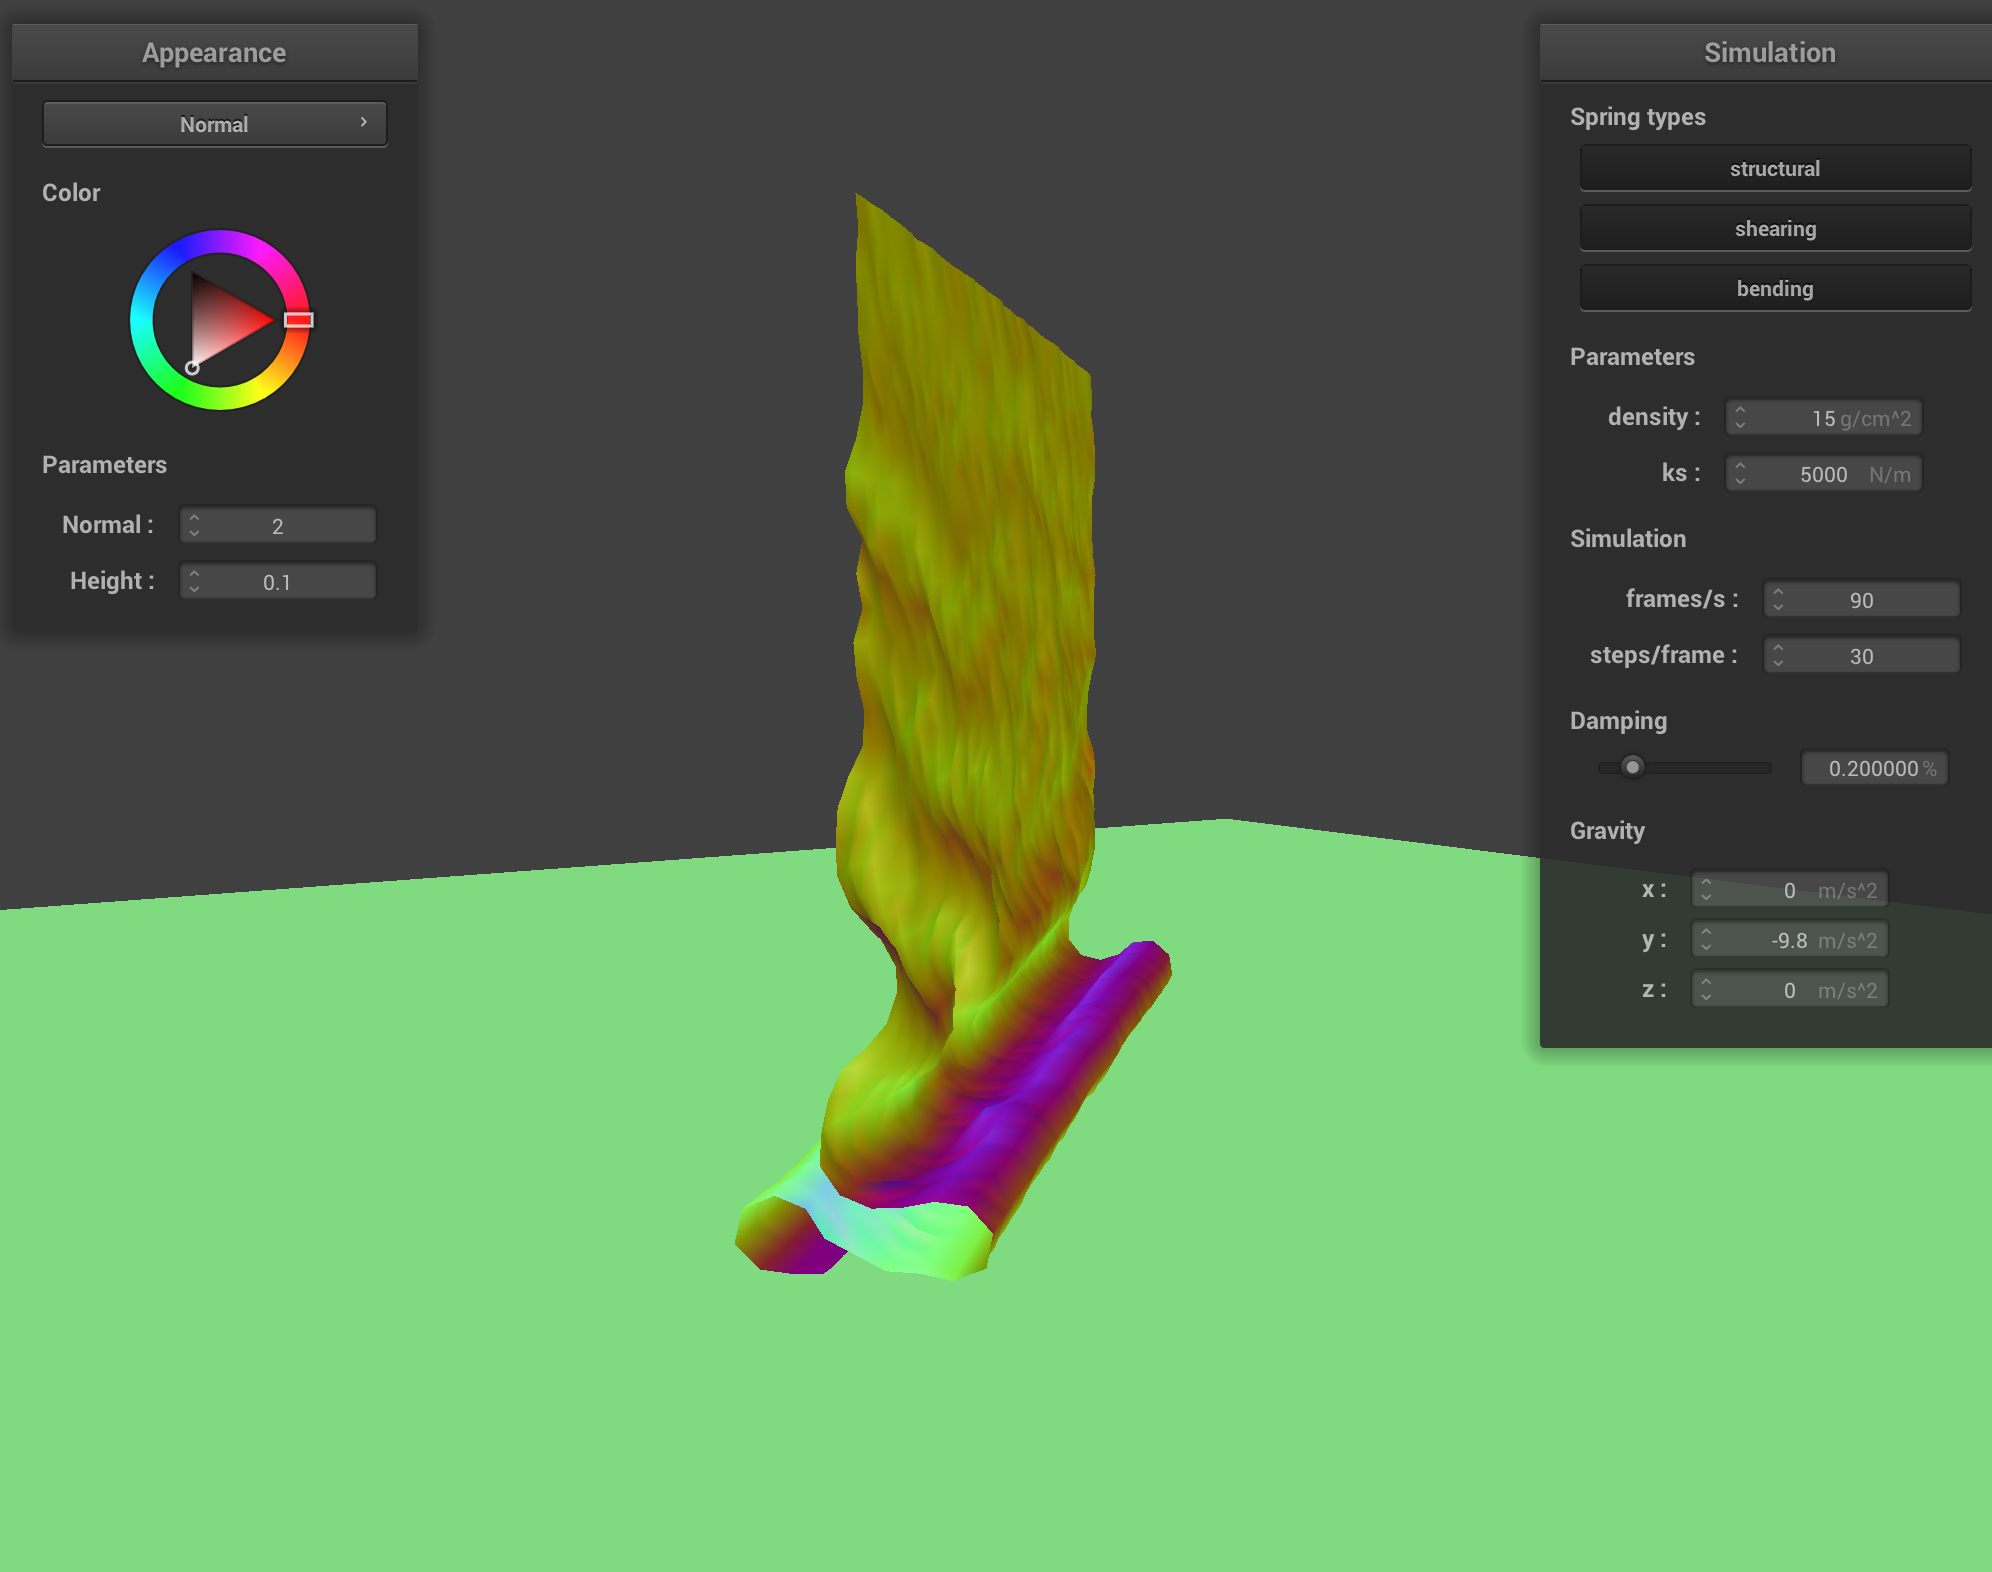 Appearance
Normal
Color
Parameters
Normal : 2
Height : 0.1
Simulation
Spring types
structural
shearing
bending
Parameters
density : 15 g/cm^2
ks : 5000 N/m
Simulation
frames/s : 90
steps/frame : 30
Damping
0.200000 %
Gravity
x : 0 m/s^2
y : -9.8 m/s^2
z : 0 m/s^2